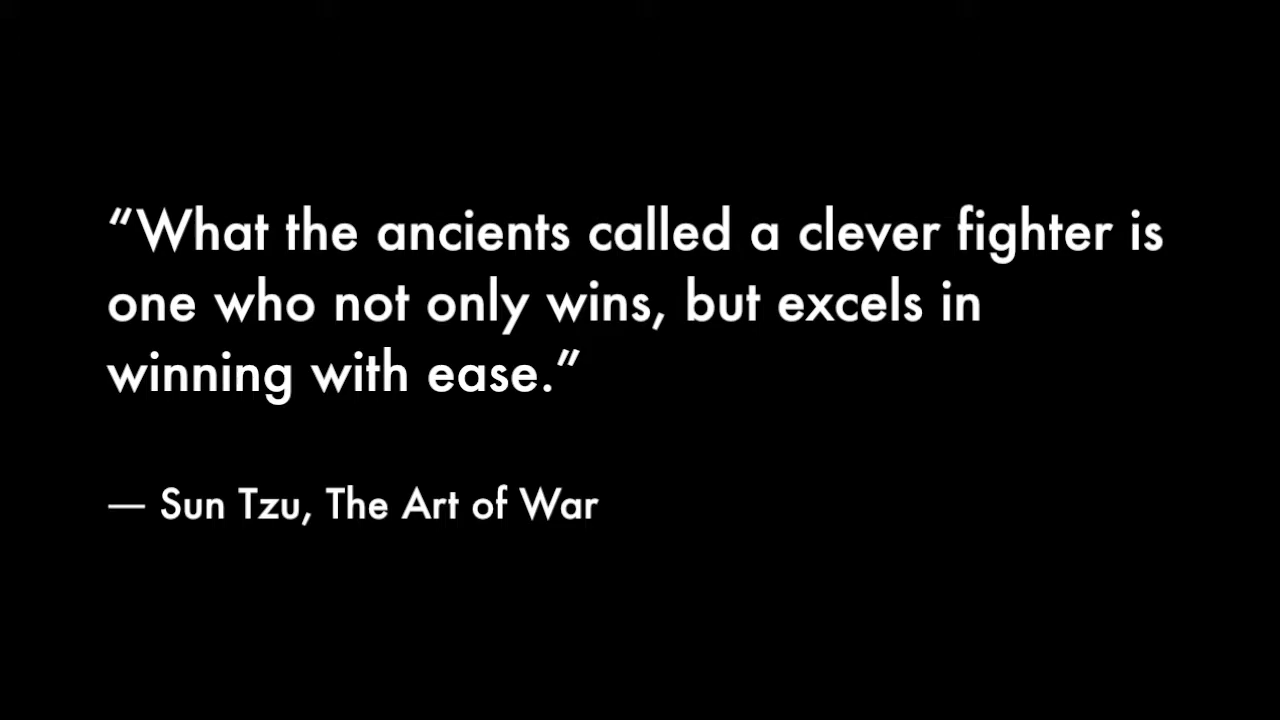 “What the ancients called a clever fighter is
one who not only wins, but excels in
winning with ease.”
— Sun Tzu, The Art of War